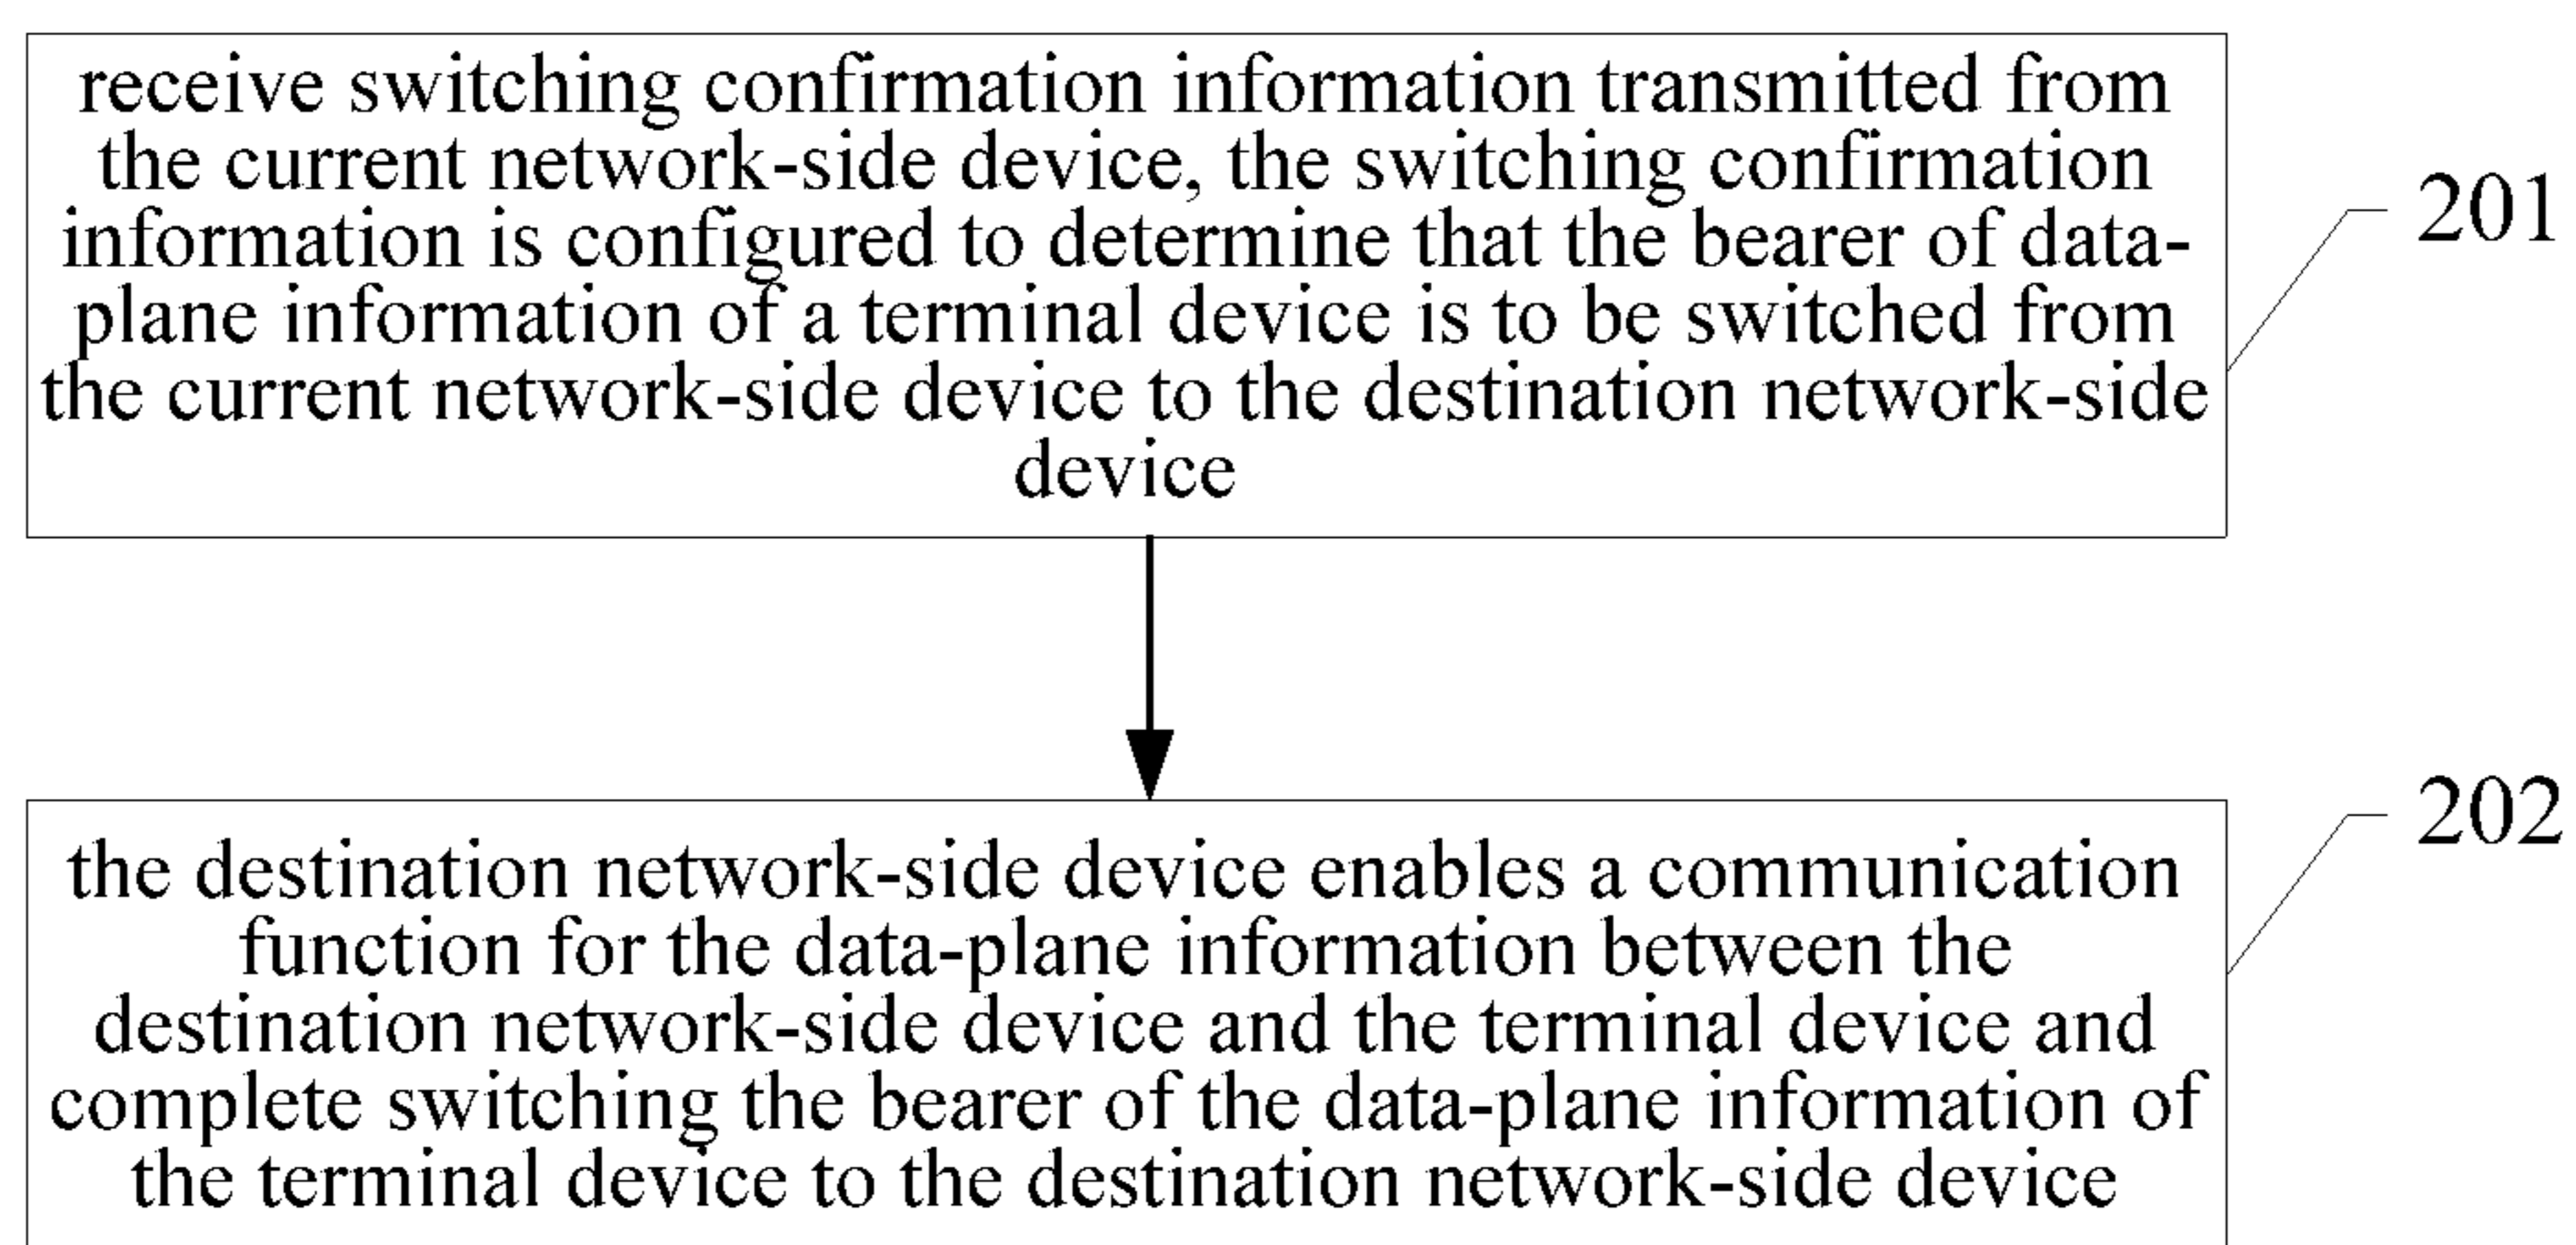 receive switching confirmation information transmitted from
the current network-side device, the switching confirmation
information is configured to determine that the bearer of data-
plane information of a terminal device is to be switched from
the current network-side device to the destination network-side
device
201
the destination network-side device enables a communication
function for the data-plane information between the
destination network-side device and the terminal device and
complete switching the bearer of the data-plane information of
the terminal device to the destination network-side device
202